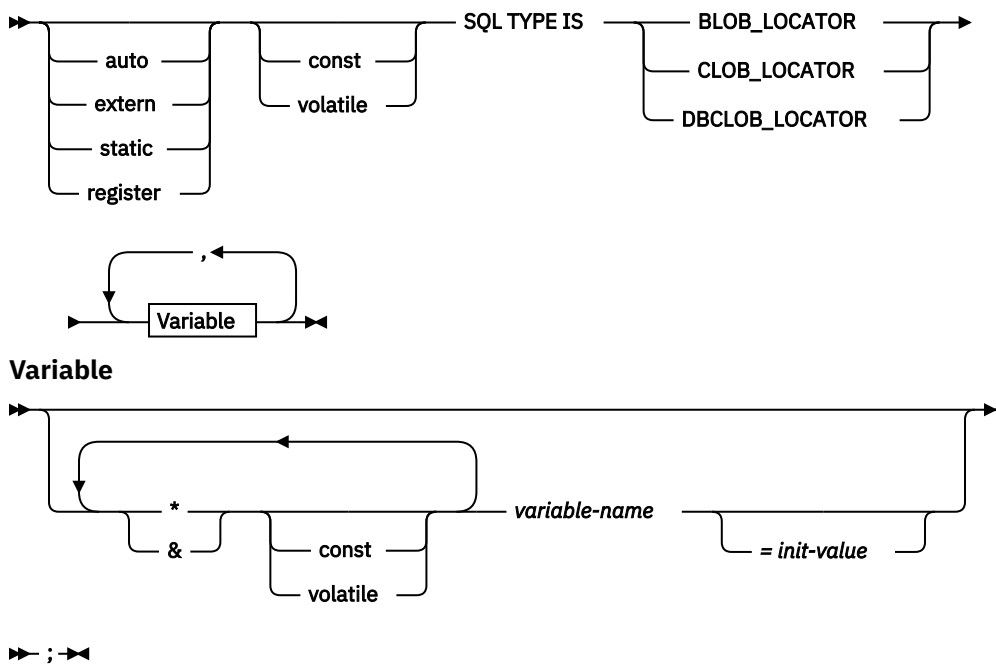 SQL TYPE IS BLOB_LOCATOR
auto const CLOB_LOCATOR
extern volatile DBCLOB_LOCATOR
static
register
,
Variable
Variable
*
variable-name
&
const = init-value
volatile
;